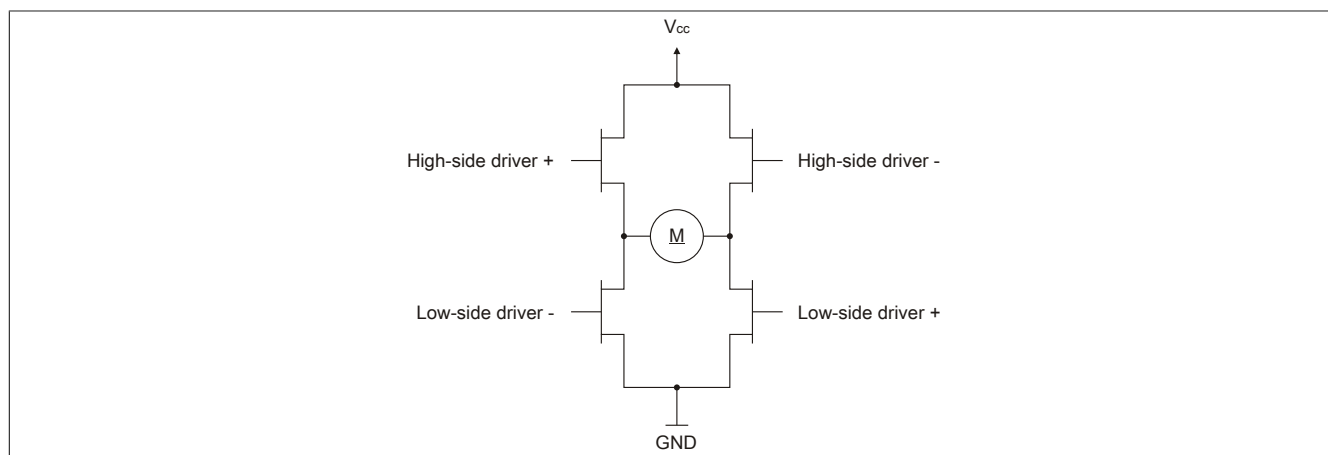 Vcc
High-side driver +
High-side driver -
M
Low-side driver -
Low-side driver +
GND